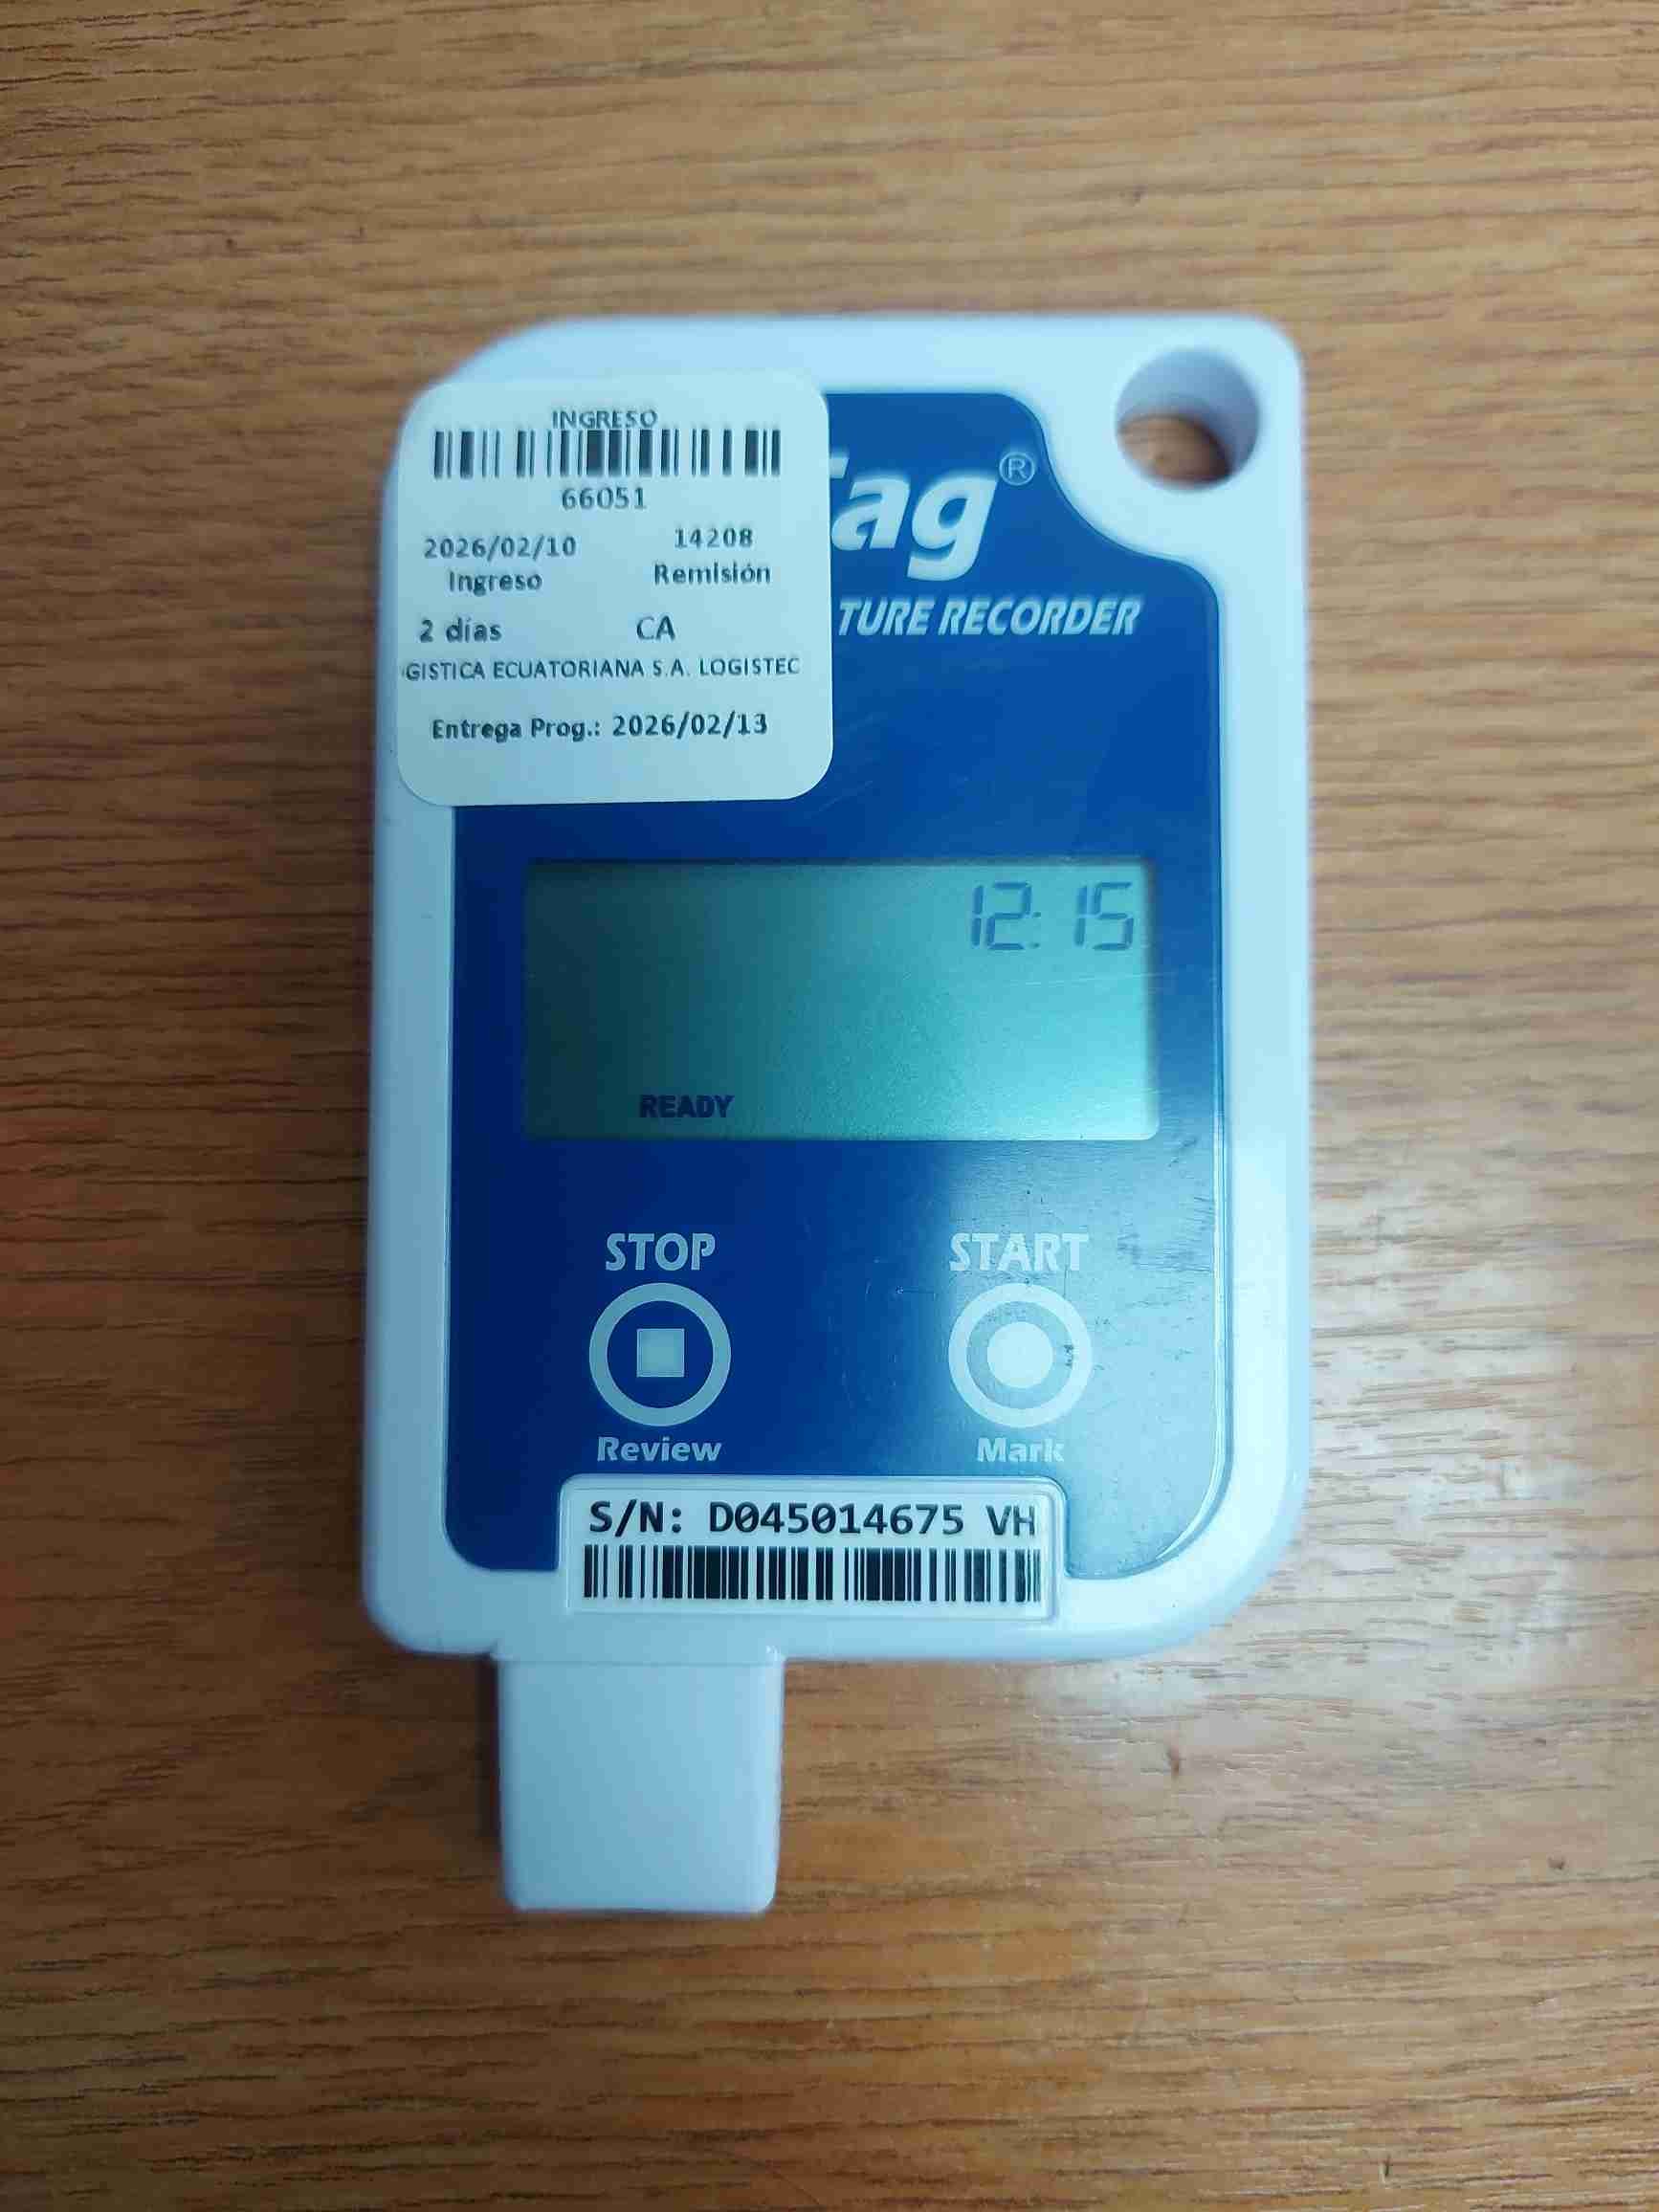 INGRESO
66051
2026/02/10 14208
Ingreso Remisión
2 días CA
GISTICA ECUATORIANA S.A. LOGISTEC
Entrega Prog.: 2026/02/13
Tag®
TURE RECORDER
12:15
READY
STOP START
Review Mark
S/N: D045014675 VH